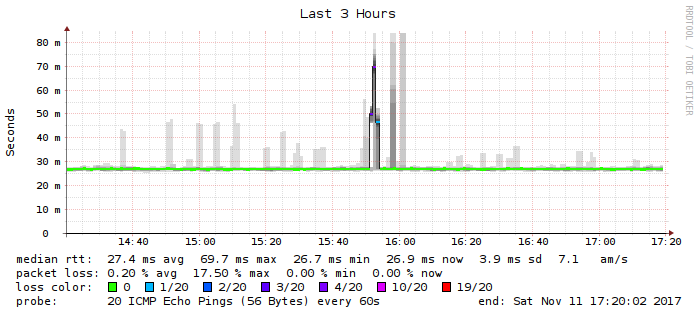 Last 3 Hours
RRDTOOL / TOBI OETIKER
Seconds
80 m
70 m
60 m
50 m
40 m
30 m
20 m
10 m
0
14:40 15:00 15:20 15:40 16:00 16:20 16:40 17:00 17:20
median rtt: 27.4 ms avg 69.7 ms max 26.7 ms min 26.9 ms now 3.9 ms sd 7.1 am/s
packet loss: 0.20 % avg 17.50 % max 0.00 % min 0.00 % now
loss color: 0 1/20 2/20 3/20 4/20 10/20 19/20
probe: 20 ICMP Echo Pings (56 Bytes) every 60s end: Sat Nov 11 17:20:02 2017